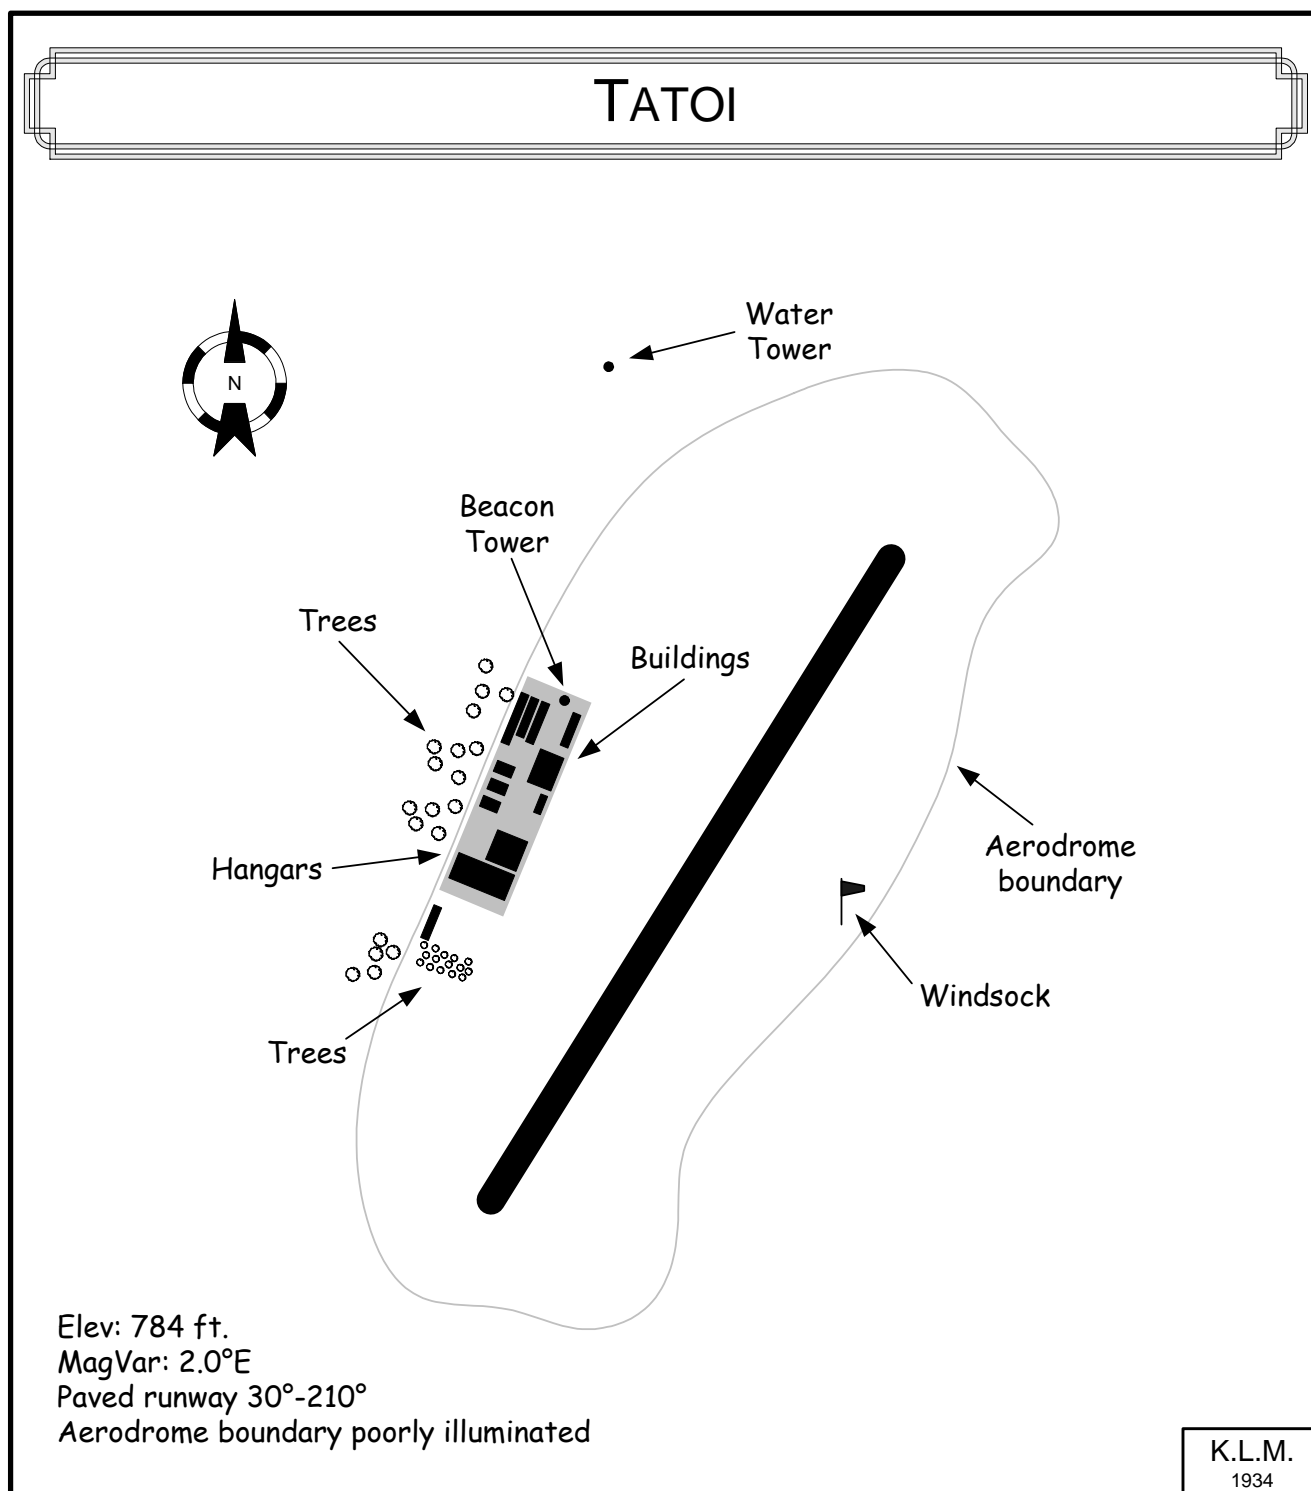 TATOI
Water
Tower
N
Beacon
Tower
Trees
Buildings
Aerodrome
boundary
Hangars
Windsock
Trees
Elev: 784 ft.
MagVar: 2.0°E
Paved runway 30°-210°
Aerodrome boundary poorly illuminated
K.L.M.
1934